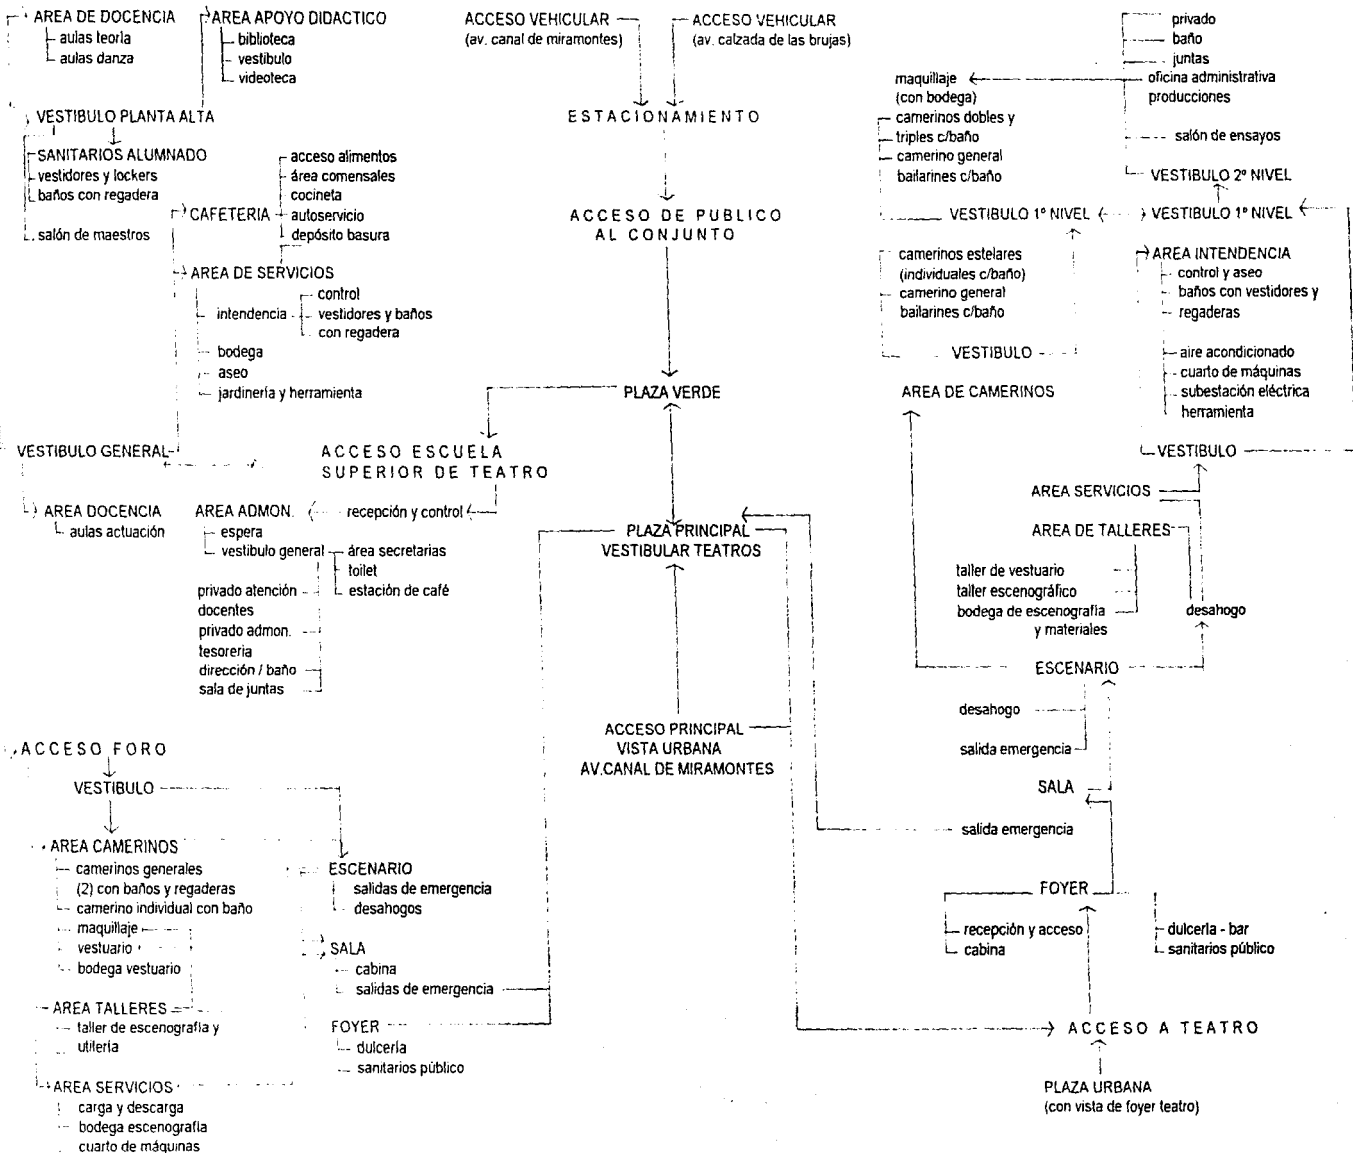 AREA DE DOCENCIA
aulas teoría
aulas danza
AREA APOYO DIDACTICO
biblioteca
vestíbulo
videoteca
VESTIBULO PLANTA ALTA
SANITARIOS ALUMNADO
vestidores y lockers
baños con regadera
salón de maestros
CAFETERIA
acceso alimentos
área comensales
cocineta
autoservicio
depósito basura
AREA DE SERVICIOS
intendencia
control
vestidores y baños
con regadera
bodega
aseo
jardinería y herramienta
VESTIBULO GENERAL
AREA DOCENCIA
aulas actuación
ACCESO VEHICULAR
(av. canal de miramontes)
ACCESO VEHICULAR
(av. calzada de las brujas)
ESTACIONAMIENTO
ACCESO DE PUBLICO
AL CONJUNTO
PLAZA VERDE
ACCESO ESCUELA
SUPERIOR DE TEATRO
AREA ADMON.
recepción y control
espera
vestibulo general
área secretarias
toilet
estación de café
privado atención
docentes
privado admon.
tesoreria
dirección / baño
sala de juntas
PLAZA PRINCIPAL
VESTIBULAR TEATROS
ACCESO PRINCIPAL
VISTA URBANA
AV.CANAL DE MIRAMONTES
privado
baño
juntas
oficina administrativa
producciones
salón de ensayos
VESTIBULO 2º NIVEL
maquillaje
(con bodega)
camerinos dobles y
triples c/baño
camerino general
bailarines c/baño
VESTIBULO 1º NIVEL
VESTIBULO 1º NIVEL
camerinos estelares
(individuales c/baño)
camerino general
bailarines c/baño
VESTIBULO
AREA DE CAMERINOS
AREA INTENDENCIA
control y aseo
baños con vestidores y
regaderas
aire acondicionado
cuarto de máquinas
subestación eléctrica
herramienta
VESTIBULO
AREA SERVICIOS
AREA DE TALLERES
taller de vestuario
taller escenográfico
bodega de escenografía
y materiales
desahogo
ESCENARIO
desahogo
salida emergencia
SALA
salida emergencia
FOYER
recepción y acceso
cabina
dulcería - bar
sanitarios público
ACCESO A TEATRO
PLAZA URBANA
(con vista de foyer teatro)
ACCESO FORO
VESTIBULO
AREA CAMERINOS
camerinos generales
(2) con baños y regaderas
camerino individual con baño
maquillaje
vestuario
bodega vestuario
AREA TALLERES
taller de escenografía y
utilería
AREA SERVICIOS
carga y descarga
bodega escenografía
cuarto de máquinas
ESCENARIO
salidas de emergencia
desahogos
SALA
cabina
salidas de emergencia
FOYER
dulcería
sanitarios público